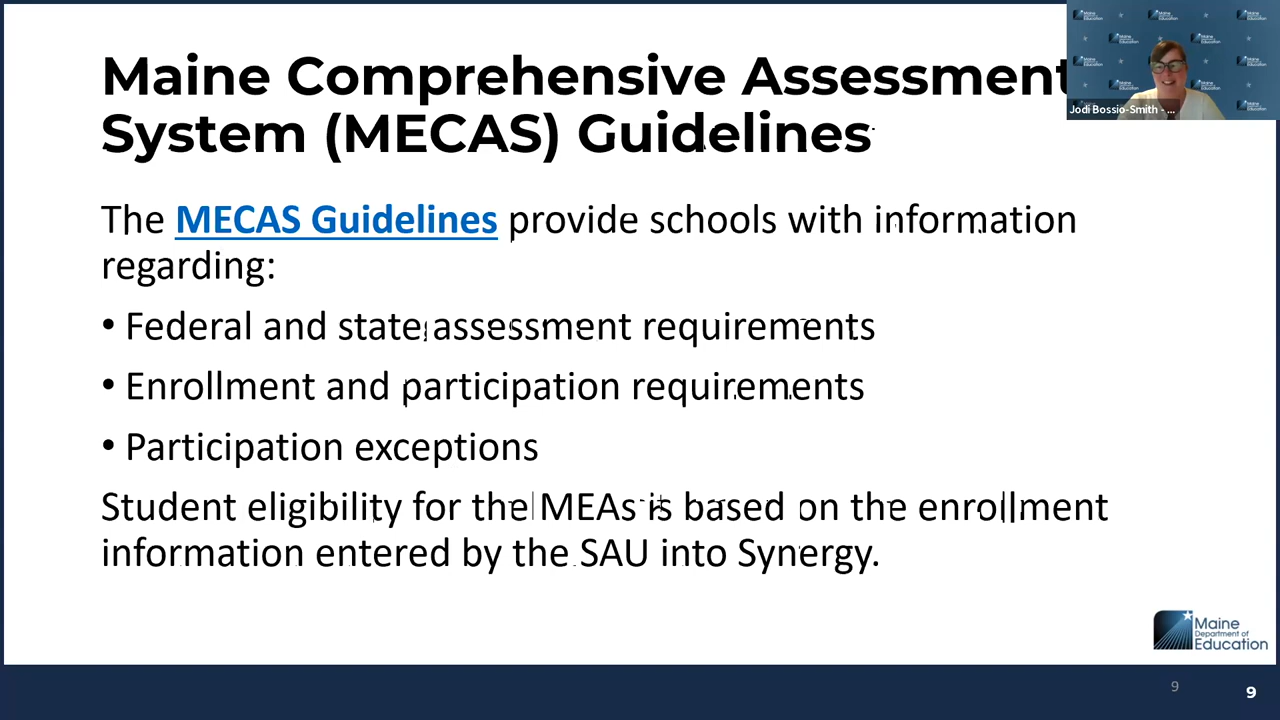 Maine Comprehensive Assessment
System (MECAS) Guidelines
The MECAS Guidelines provide schools with information
regarding:
• Federal and state assessment requirements
• Enrollment and participation requirements
• Participation exceptions
Student eligibility for the MEAs is based on the enrollment
information entered by the SAU into Synergy.
Jodi Bossio-Smith - ...
Maine
Department of
Education
9
9